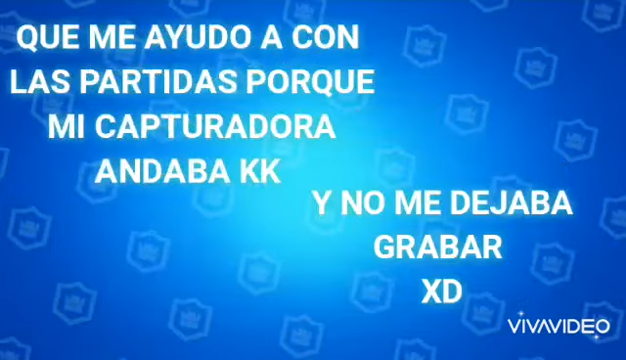 QUE ME AYUDO A CON
LAS PARTIDAS PORQUE
MI CAPTURADORA
ANDABA KK
Y NO ME DEJABA
GRABAR
XD
VIVAVIDEO